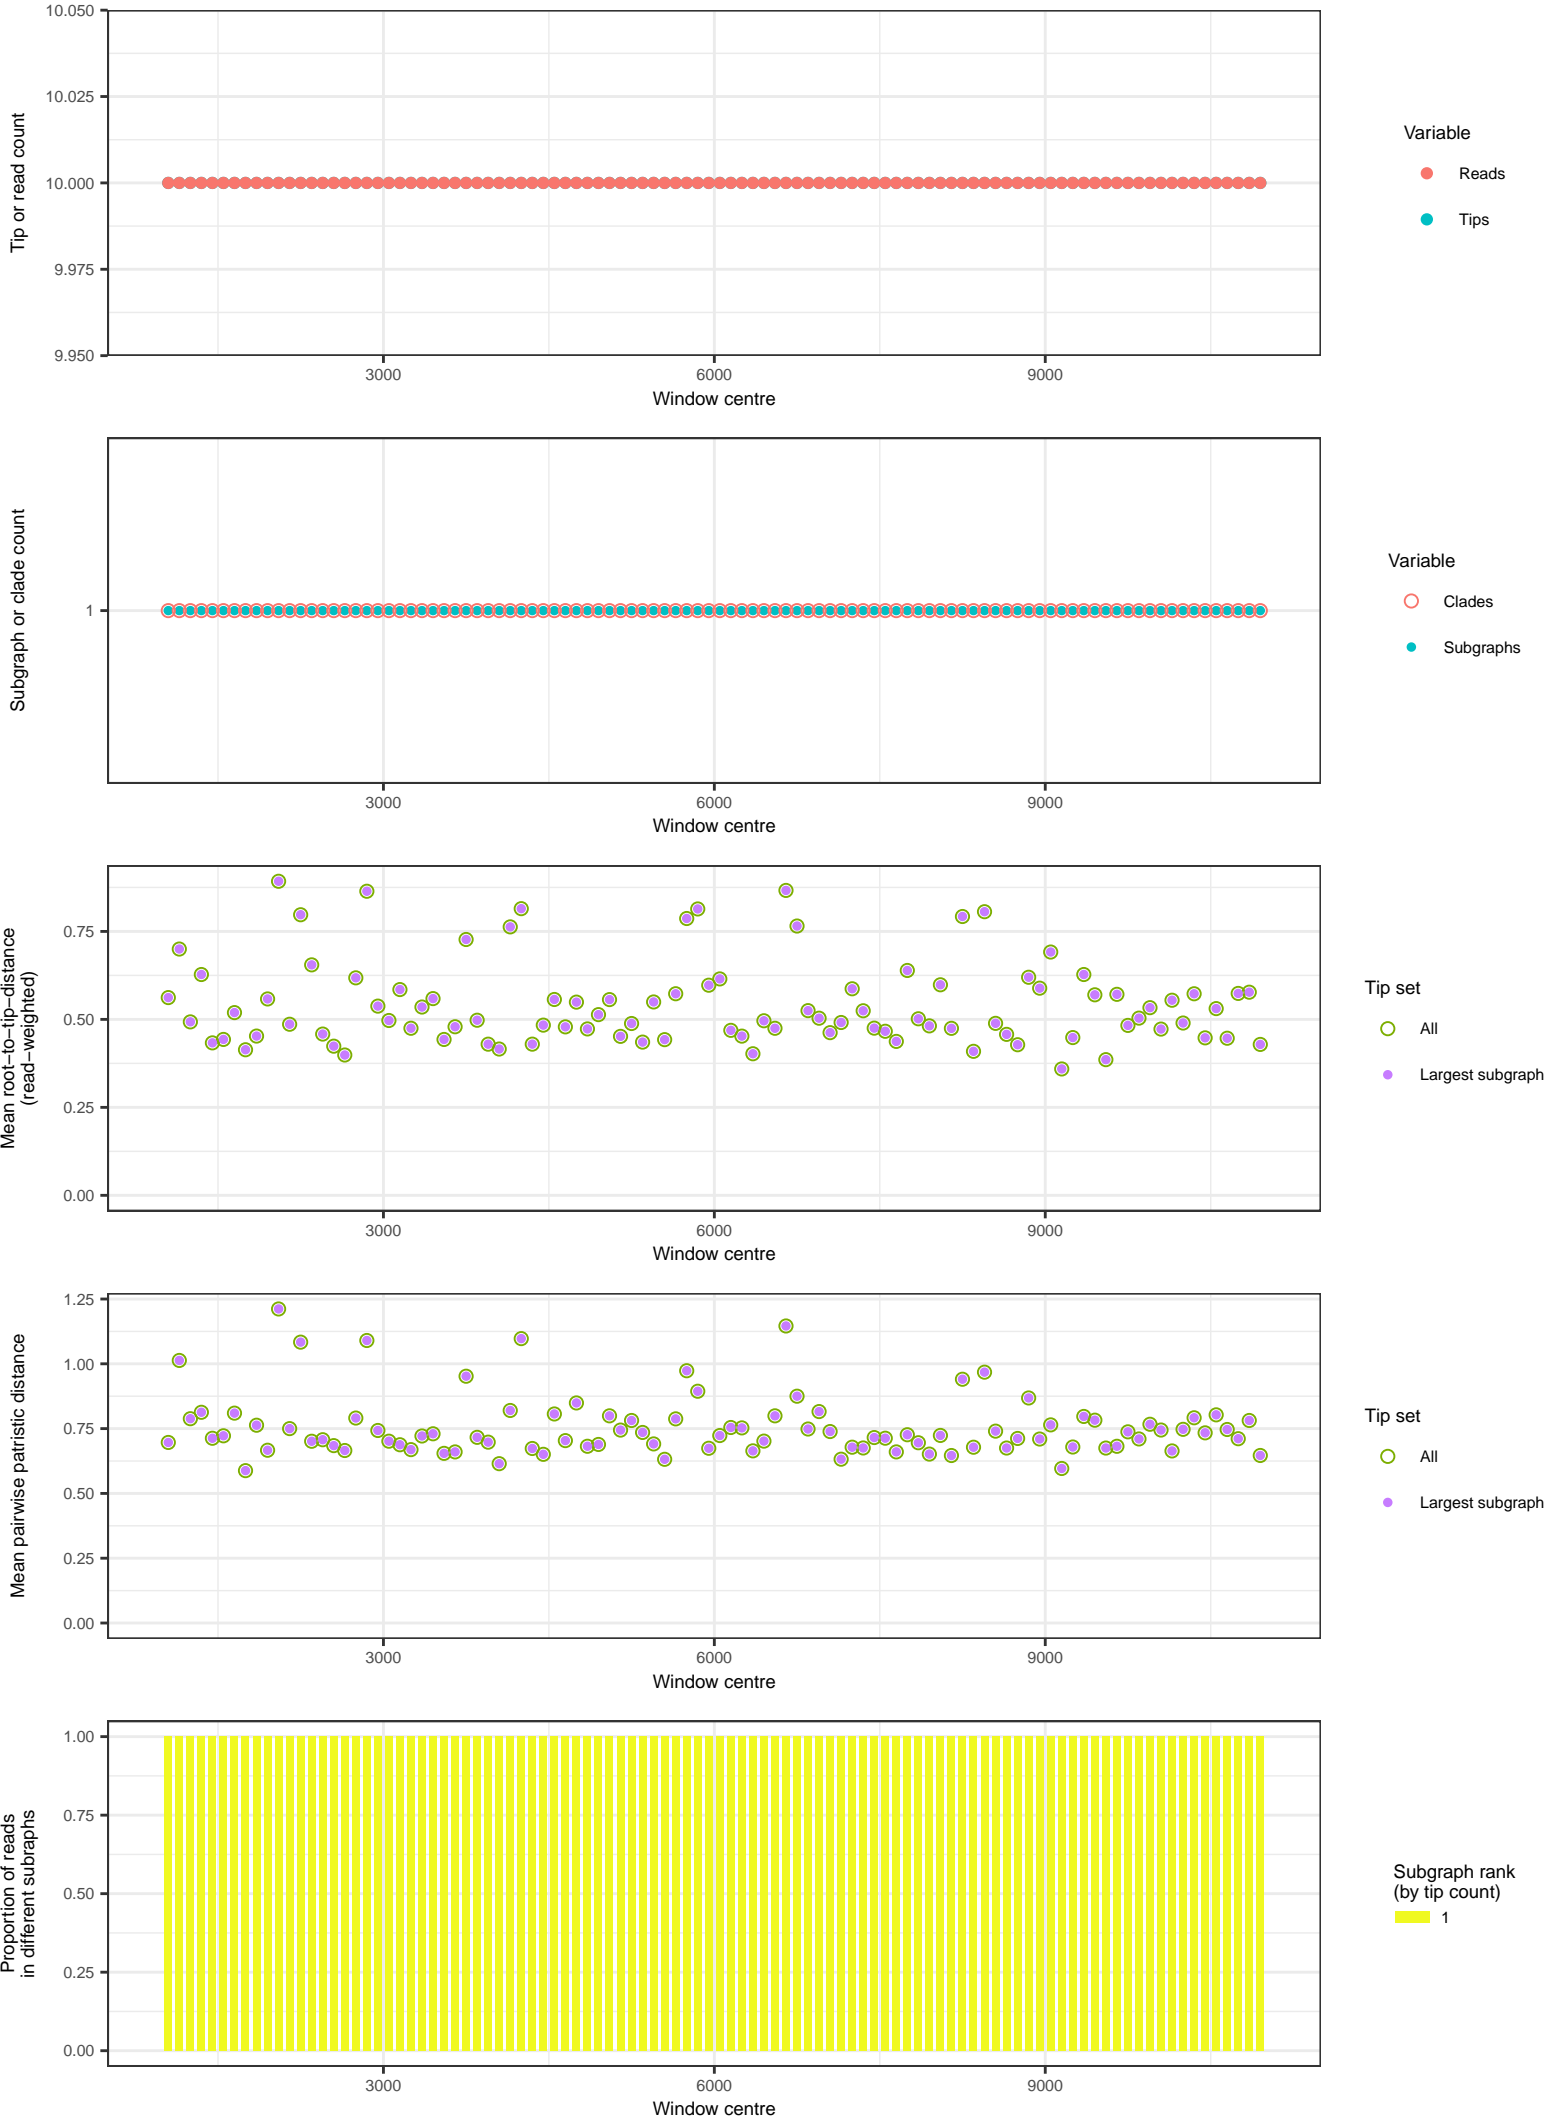 10.050
10.025
10.000
9.975
9.950
Tip or read count
3000
6000
9000
Window centre
Variable
Reads
Tips
1
Subgraph or clade count
3000
6000
9000
Window centre
Variable
Clades
Subgraphs
0.75
0.50
0.25
0.00
Mean root−to−tip−distance
(read−weighted)
3000
6000
9000
Window centre
Tip set
All
Largest subgraph
1.25
1.00
0.75
0.50
0.25
0.00
Mean pairwise patristic distance
3000
6000
9000
Window centre
Tip set
All
Largest subgraph
1.00
0.75
0.50
0.25
0.00
Proportion of reads
in different subraphs
3000
6000
9000
Window centre
Subgraph rank
(by tip count)
1